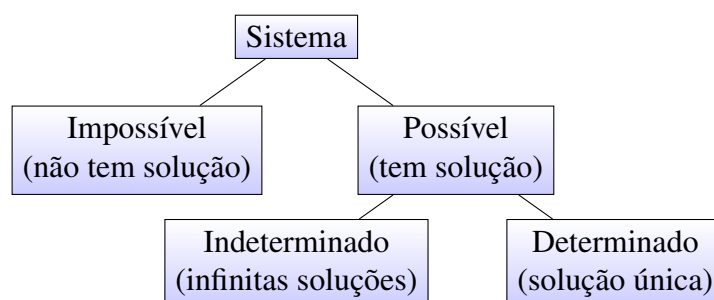 Sistema
Impossível
(não tem solução)
Possível
(tem solução)
Indeterminado
(infinitas soluções)
Determinado
(solução única)